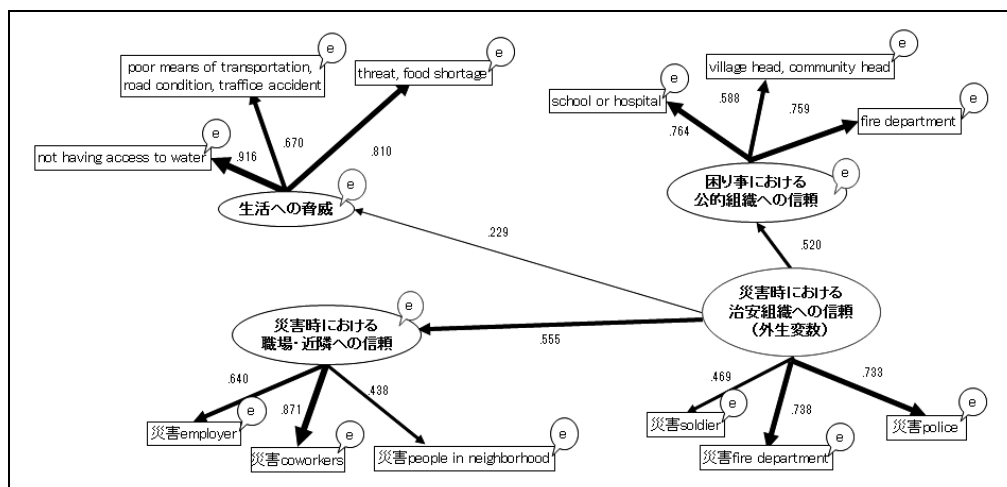 e
e
poor means of transportation,
road condition, traffice accident
threat, food shortage
not having access to water
e
.916
.670
.810
生活への脅威
e
e
village head, community head
e
school or hospital
e
fire department
.764
.588
.759
困り事における
公的組織への信頼
e
.229
.520
災害時における
治安組織への信頼
（外生変数）
災害時における
職場・近隣への信頼
e
.555
.640
.871
.438
災害employer
e
災害coworkers
e
災害people in neighborhood
e
.469
.738
.733
災害soldier
e
災害fire department
e
災害police
e